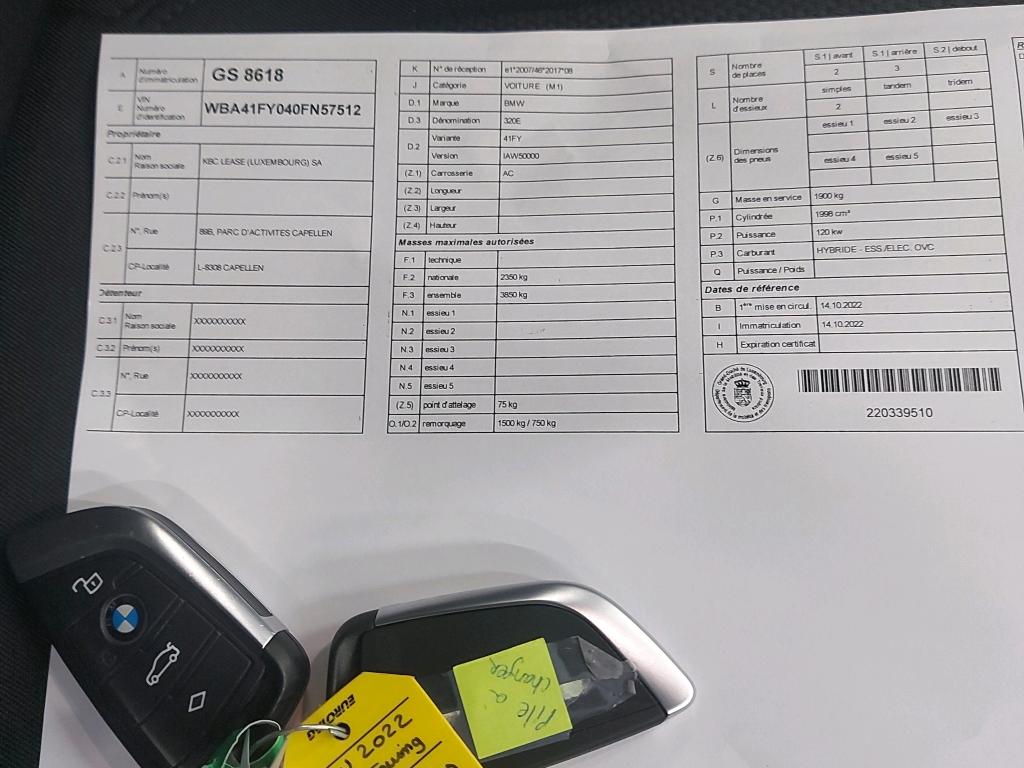 A Numéro d'immatriculation GS 8618
E VIN Numéro d'identification WBA41FY040FN57512
Propriétaire
C.2.1 Nom Raison sociale KBC LEASE (LUXEMBOURG) SA
C.2.2 Prénom(s)
C.2.3 N°, Rue 89B, PARC D'ACTIVITES CAPELLEN
CP-Localité L-8308 CAPELLEN
Détenteur
C.3.1 Nom Raison sociale XXXXXXXXXX
C.3.2 Prénom(s) XXXXXXXXXX
C.3.3 N°, Rue XXXXXXXXXX
CP-Localité XXXXXXXXXX
K N° de réception e1*2007/46*2017*08
J Catégorie VOITURE (M1)
D.1 Marque BMW
D.3 Dénomination 320E
D.2 Variante 41FY
Version IAW50000
(Z.1) Carrosserie AC
(Z.2) Longueur
(Z.3) Largeur
(Z.4) Hauteur
Masses maximales autorisées
F.1 technique
F.2 nationale 2350 kg
F.3 ensemble 3850 kg
N.1 essieu 1
N.2 essieu 2
N.3 essieu 3
N.4 essieu 4
N.5 essieu 5
(Z.5) point d'attelage 75 kg
O.1/O.2 remorquage 1500 kg / 750 kg
S Nombre de places S.1 | avant S.1 | arrière S.2 | debout
2 3
L Nombre d'essieux simples tandem tridem
2
(Z.6) Dimensions des pneus essieu 1 essieu 2 essieu 3
essieu 4 essieu 5
G Masse en service 1900 kg
P.1 Cylindrée 1998 cm³
P.2 Puissance 120 kw
P.3 Carburant HYBRIDE - ESS./ELEC. OVC
Q Puissance / Poids
Dates de référence
B 1ère mise en circul. 14.10.2022
I Immatriculation 14.10.2022
H Expiration certificat
220339510
Pile à
changer
2022